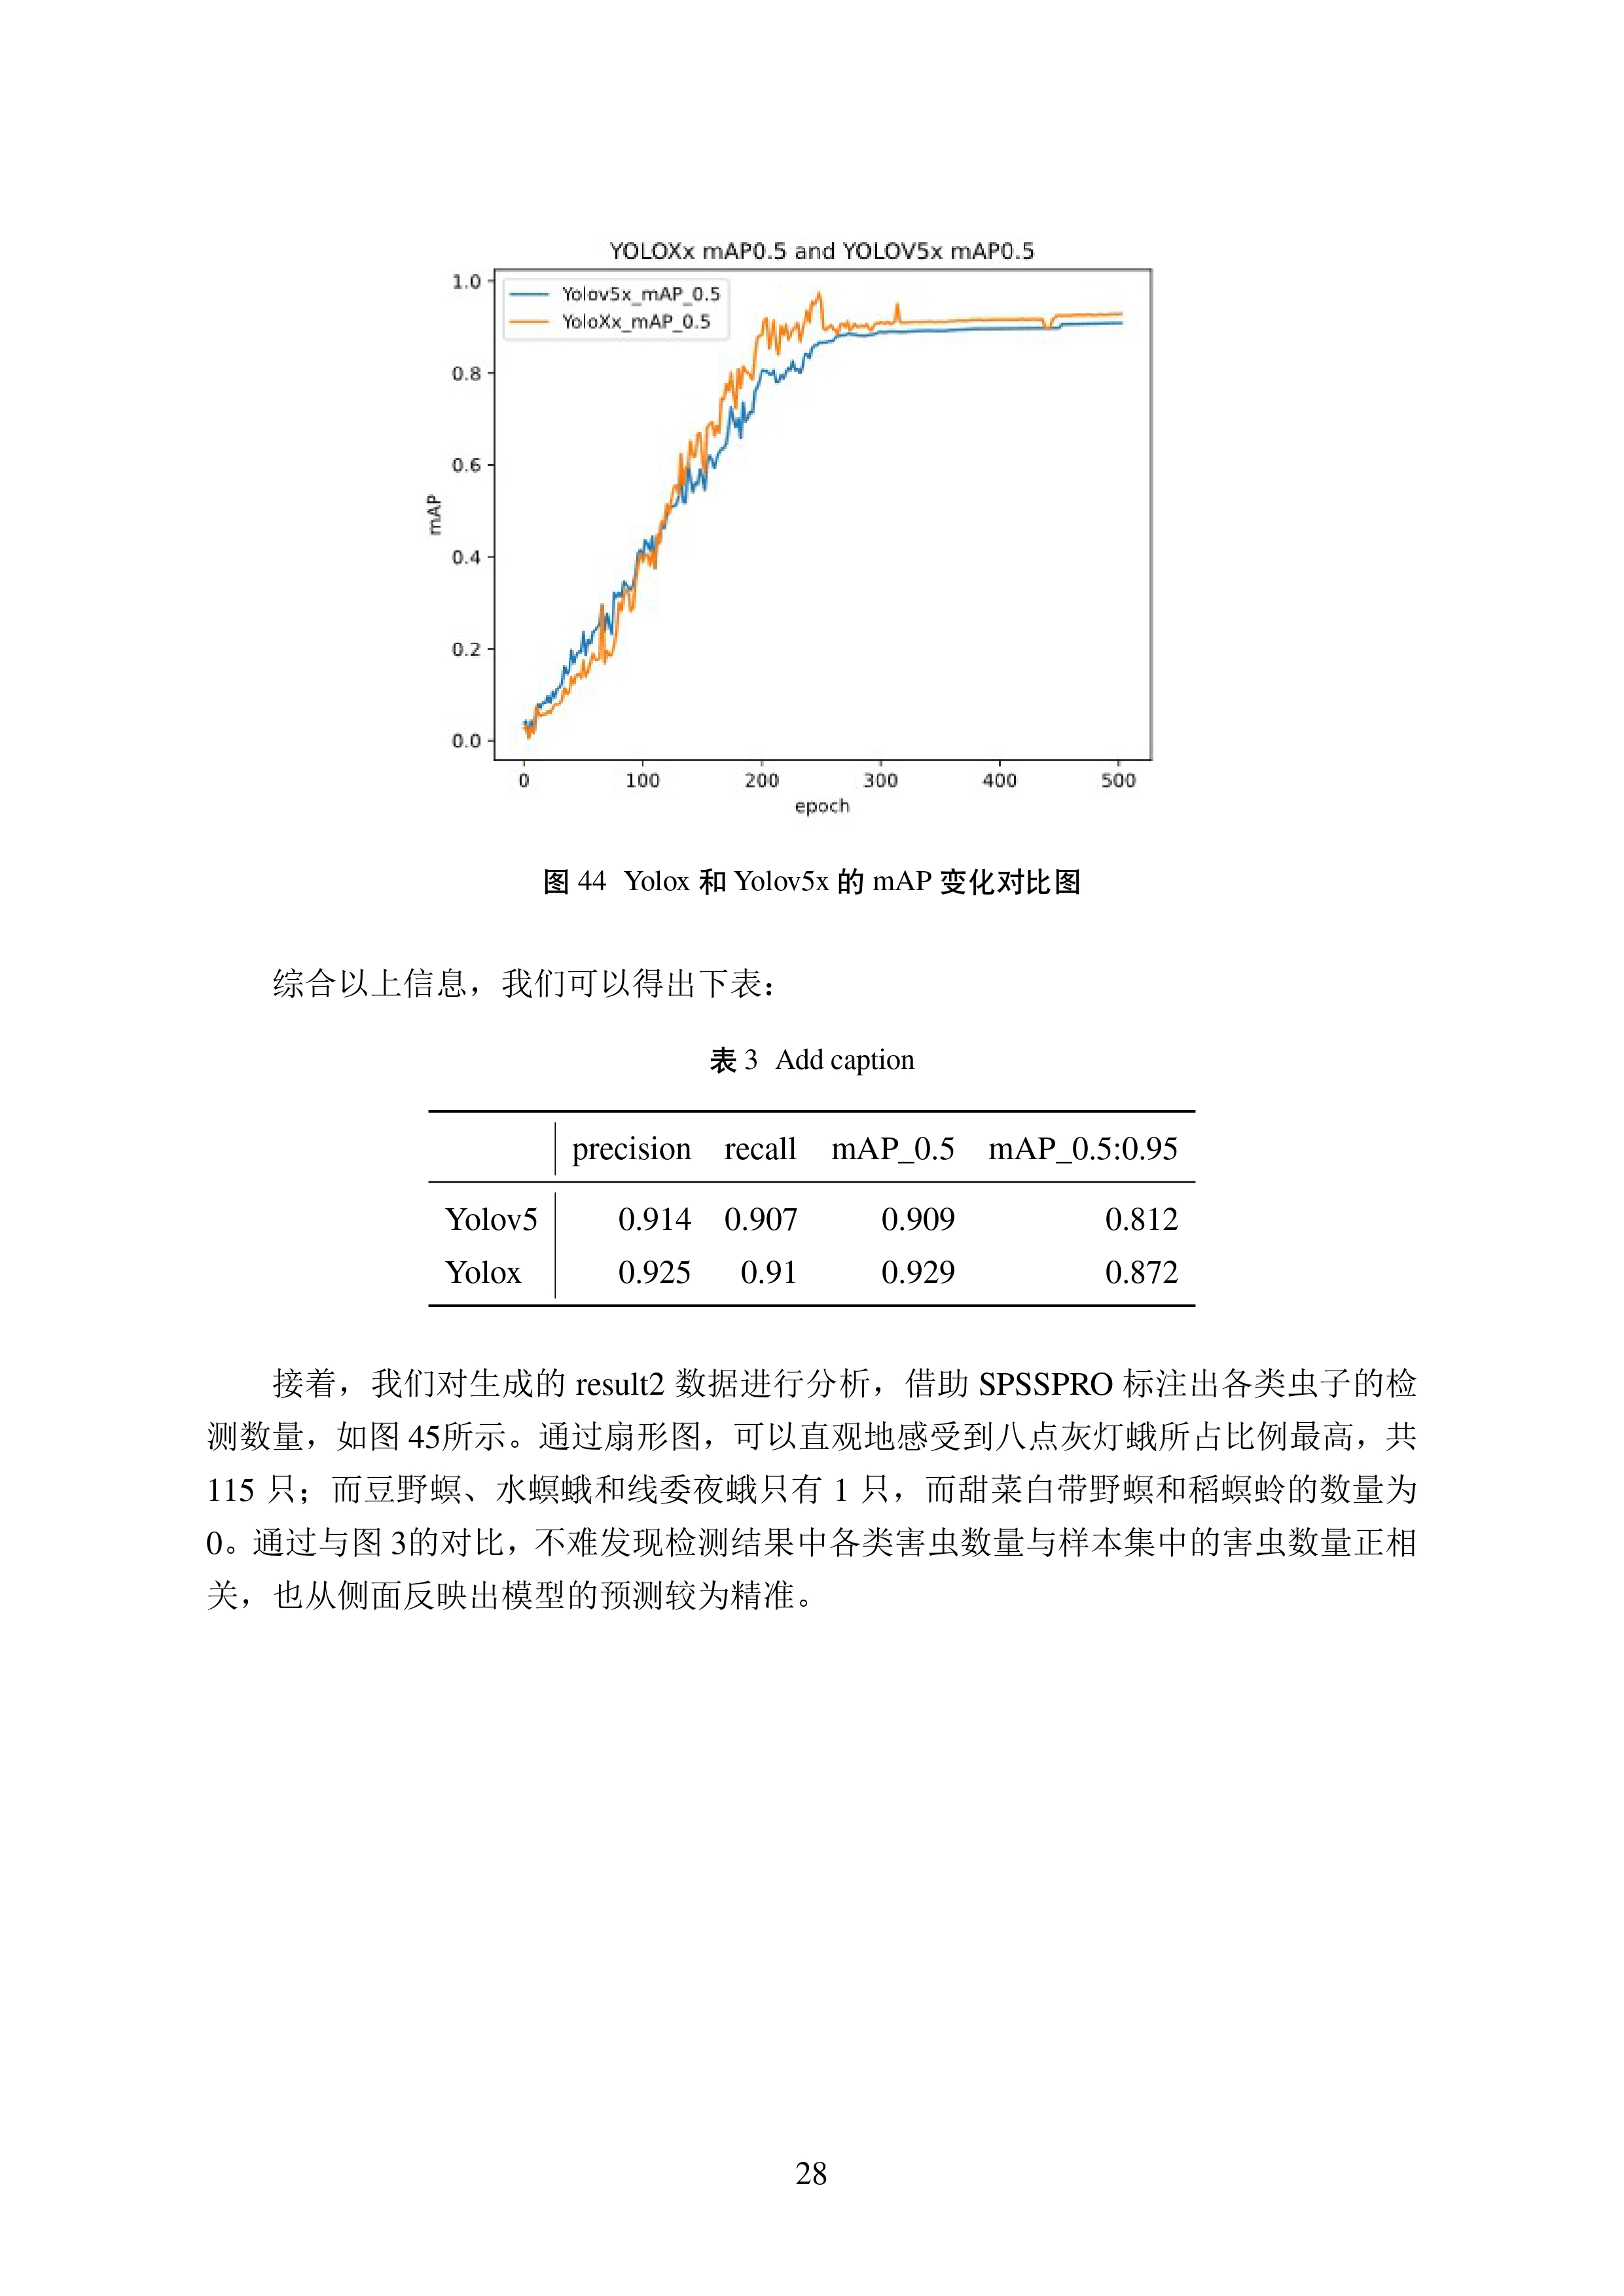 YOLOXx mAP0.5 and YOLOV5x mAP0.5
1.0
Yolov5x_mAP_0.5
YoloXx_mAP_0.5
0.8
0.6
mAP
0.4
0.2
0.0
0 100 200 300 400 500
epoch
图 44 Yolox 和 Yolov5x 的 mAP 变化对比图
综合以上信息，我们可以得出下表：
表 3 Add caption
precision recall mAP_0.5 mAP_0.5:0.95
Yolov5 0.914 0.907 0.909 0.812
Yolox 0.925 0.91 0.929 0.872
接着，我们对生成的 result2 数据进行分析，借助 SPSSPRO 标注出各类虫子的检
测数量，如图 45所示。通过扇形图，可以直观地感受到八点灰灯蛾所占比例最高，共
115 只；而豆野螟、水螟蛾和线委夜蛾只有 1 只，而甜菜白带野螟和稻螟蛉的数量为
0。通过与图 3的对比，不难发现检测结果中各类害虫数量与样本集中的害虫数量正相
关，也从侧面反映出模型的预测较为精准。
28